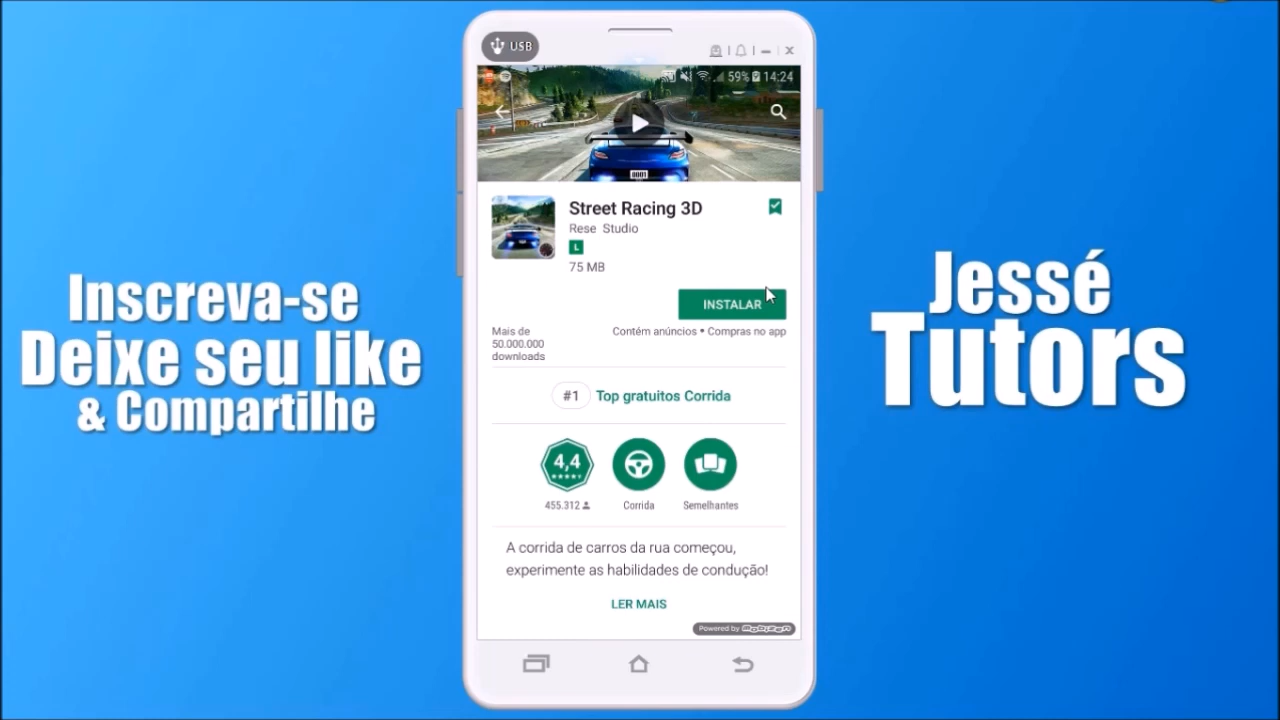 USB
59% 14:24
0001
Street Racing 3D
Rese Studio
L
75 MB
INSTALAR
Mais de
50.000.000
downloads
Contém anúncios • Compras no app
#1 Top gratuitos Corrida
4,4
455.312
Corrida
Semelhantes
A corrida de carros da rua começou,
experimente as habilidades de condução!
LER MAIS
Powered by Mobizen
Inscreva-se
Deixe seu like
& Compartilhe
Jessé
Tutors